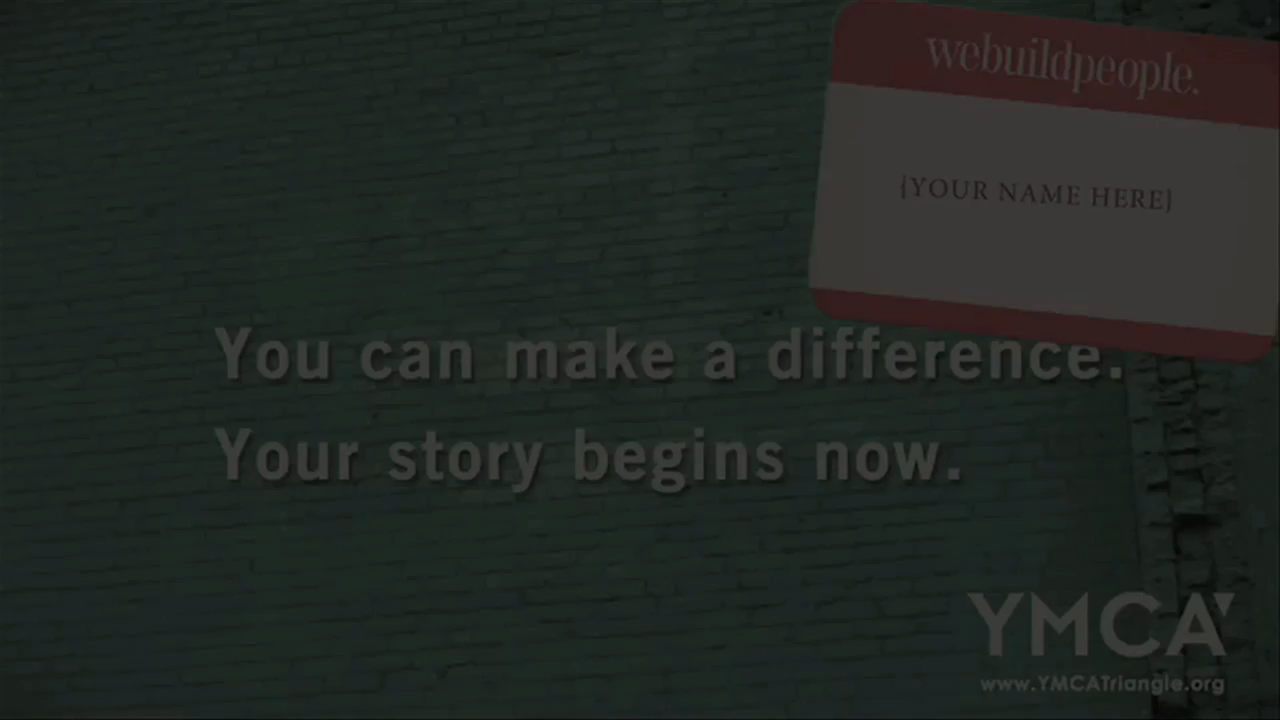 webuildpeople.
{YOUR NAME HERE}
You can make a difference.
Your story begins now.
YMCA
www.YMCATriangle.org